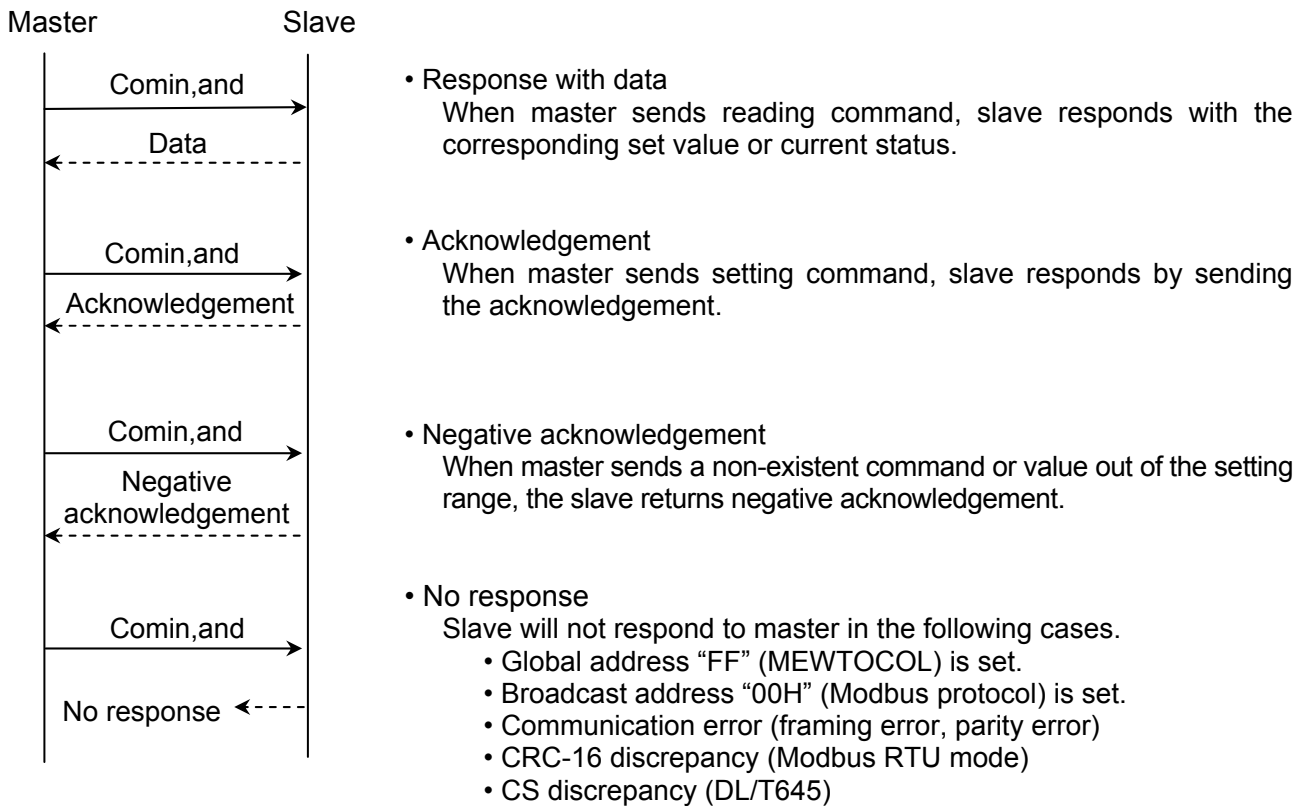 Master Slave
Comin,and
Data
• Response with data
When master sends reading command, slave responds with the
corresponding set value or current status.
Comin,and
Acknowledgement
• Acknowledgement
When master sends setting command, slave responds by sending
the acknowledgement.
Comin,and
Negative
acknowledgement
• Negative acknowledgement
When master sends a non-existent command or value out of the setting
range, the slave returns negative acknowledgement.
Comin,and
No response
• No response
Slave will not respond to master in the following cases.
• Global address “FF” (MEWTOCOL) is set.
• Broadcast address “00H” (Modbus protocol) is set.
• Communication error (framing error, parity error)
• CRC-16 discrepancy (Modbus RTU mode)
• CS discrepancy (DL/T645)